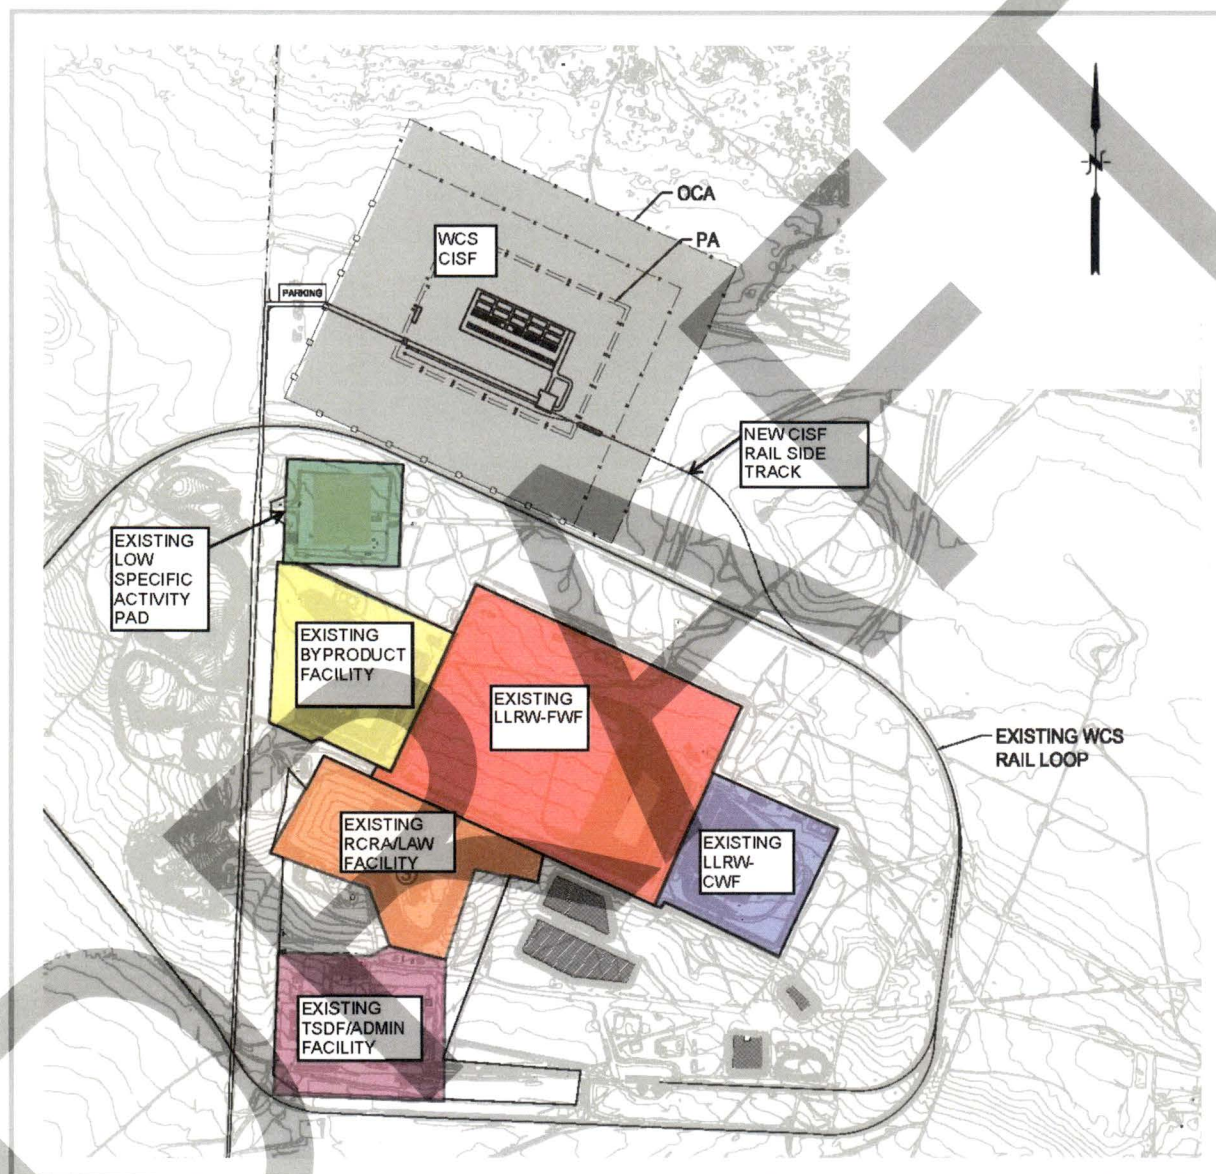 N
OCA
PA
WCS
CISF
PARKING
NEW CISF
RAIL SIDE
TRACK
EXISTING
LOW
SPECIFIC
ACTIVITY
PAD
EXISTING
BYPRODUCT
FACILITY
EXISTING
LLRW-FWF
EXISTING WCS
RAIL LOOP
EXISTING
RCRA/LAW
FACILITY
EXISTING
LLRW-
CWF
EXISTING
TSDF/ADMIN
FACILITY
DRAFT